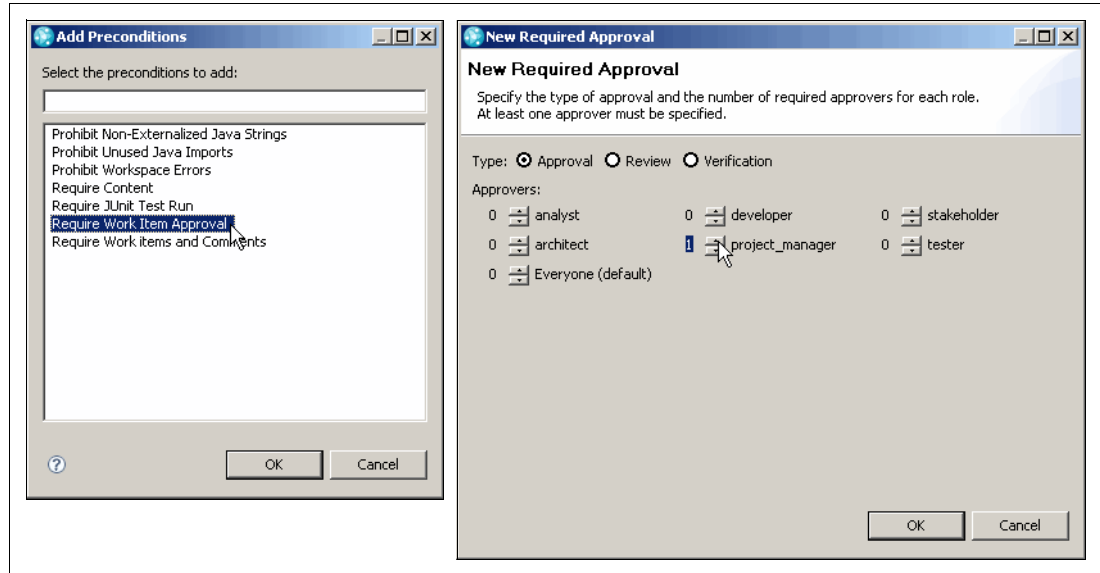 Add Preconditions
Select the preconditions to add:
Prohibit Non-Externalized Java Strings
Prohibit Unused Java Imports
Prohibit Workspace Errors
Require Content
Require JUnit Test Run
Require Work Item Approval
Require Work items and Comments
OK Cancel
New Required Approval
New Required Approval
Specify the type of approval and the number of required approvers for each role.
At least one approver must be specified.
Type: Approval Review Verification
Approvers:
0 analyst 0 developer 0 stakeholder
0 architect 1 project_manager 0 tester
0 Everyone (default)
OK Cancel